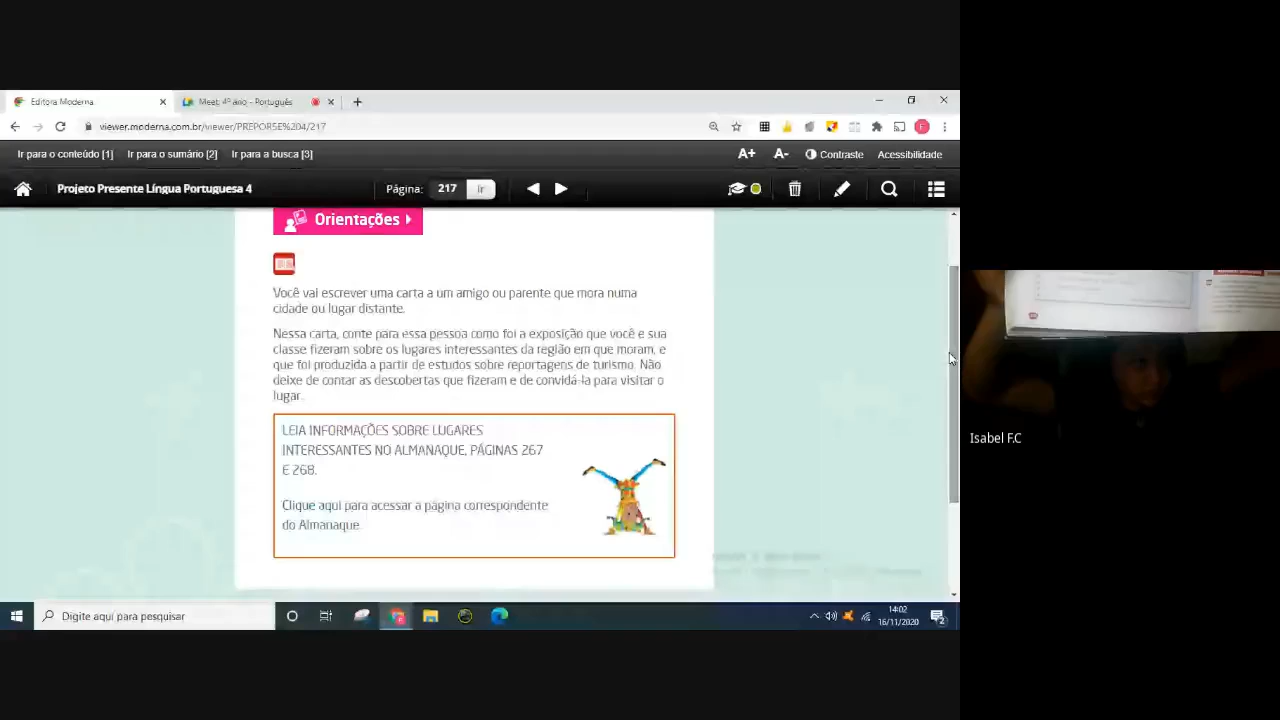 Editora Moderna
Meet: 4º ano - Português
viewer.moderna.com.br/viewer/PREPORSE%204/217
Ir para o conteúdo [1] Ir para o sumário [2] Ir para a busca [3] A+ A- Contraste Acessibilidade
Projeto Presente Língua Portuguesa 4 Página: 217 Ir
Orientações
Você vai escrever uma carta a um amigo ou parente que mora numa
cidade ou lugar distante.
Nessa carta, conte para essa pessoa como foi a exposição que você e sua
classe fizeram sobre os lugares interessantes da região em que moram, e
que foi produzida a partir de estudos sobre reportagens de turismo. Não
deixe de contar as descobertas que fizeram e de convidá-la para visitar o
lugar.
LEIA INFORMAÇÕES SOBRE LUGARES
INTERESSANTES NO ALMANAQUE, PÁGINAS 267
E 268.
Clique aqui para acessar a página correspondente
do Almanaque.
Isabel F.C
Digite aqui para pesquisar
14:02
16/11/2020
2